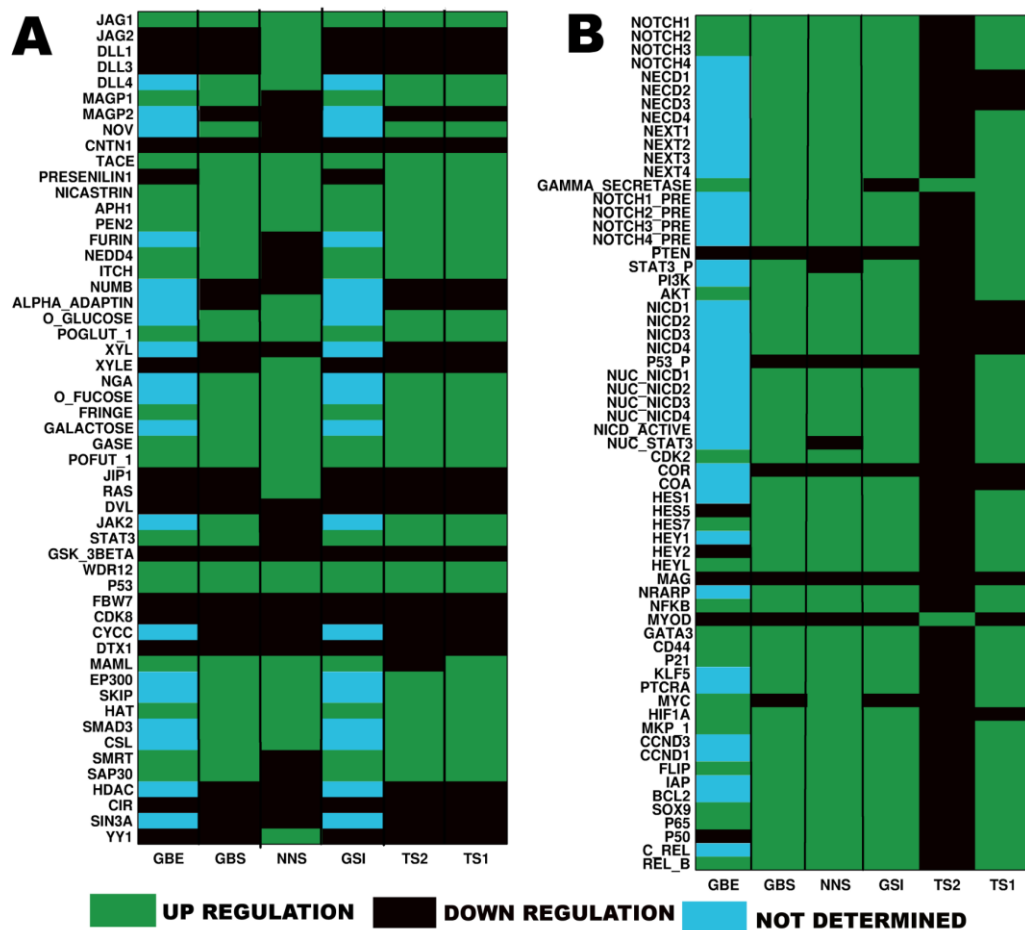 A
JAG1
JAG2
DLL1
DLL3
DLL4
MAGP1
MAGP2
NOV
CNTN1
TACE
PRESENILIN1
NICASTRIN
APH1
PEN2
FURIN
NEDD4
ITCH
NUMB
ALPHA_ADAPTIN
O_GLUCOSE
POGLUT_1
XYL
XYLE
NGA
O_FUCOSE
FRINGE
GALACTOSE
GASE
POFUT_1
JIP1
RAS
DVL
JAK2
STAT3
GSK_3BETA
WDR12
P53
FBW7
CDK8
CYCC
DTX1
MAML
EP300
SKIP
HAT
SMAD3
CSL
SMRT
SAP30
HDAC
CIR
SIN3A
YY1
GBE GBS NNS GSI TS2 TS1
B
NOTCH1
NOTCH2
NOTCH3
NOTCH4
NECD1
NECD2
NECD3
NECD4
NEXT1
NEXT2
NEXT3
NEXT4
GAMMA_SECRETASE
NOTCH1_PRE
NOTCH2_PRE
NOTCH3_PRE
NOTCH4_PRE
PTEN
STAT3_P
PI3K
AKT
NICD1
NICD2
NICD3
NICD4
P53_P
NUC_NICD1
NUC_NICD2
NUC_NICD3
NUC_NICD4
NICD_ACTIVE
NUC_STAT3
CDK2
COR
COA
HES1
HES5
HES7
HEY1
HEY2
HEYL
MAG
NRARP
NFKB
MYOD
GATA3
CD44
P21
KLF5
PTCRA
MYC
HIF1A
MKP_1
CCND3
CCND1
FLIP
IAP
BCL2
SOX9
P65
P50
C_REL
REL_B
GBE GBS NNS GSI TS2 TS1
UP REGULATION DOWN REGULATION NOT DETERMINED